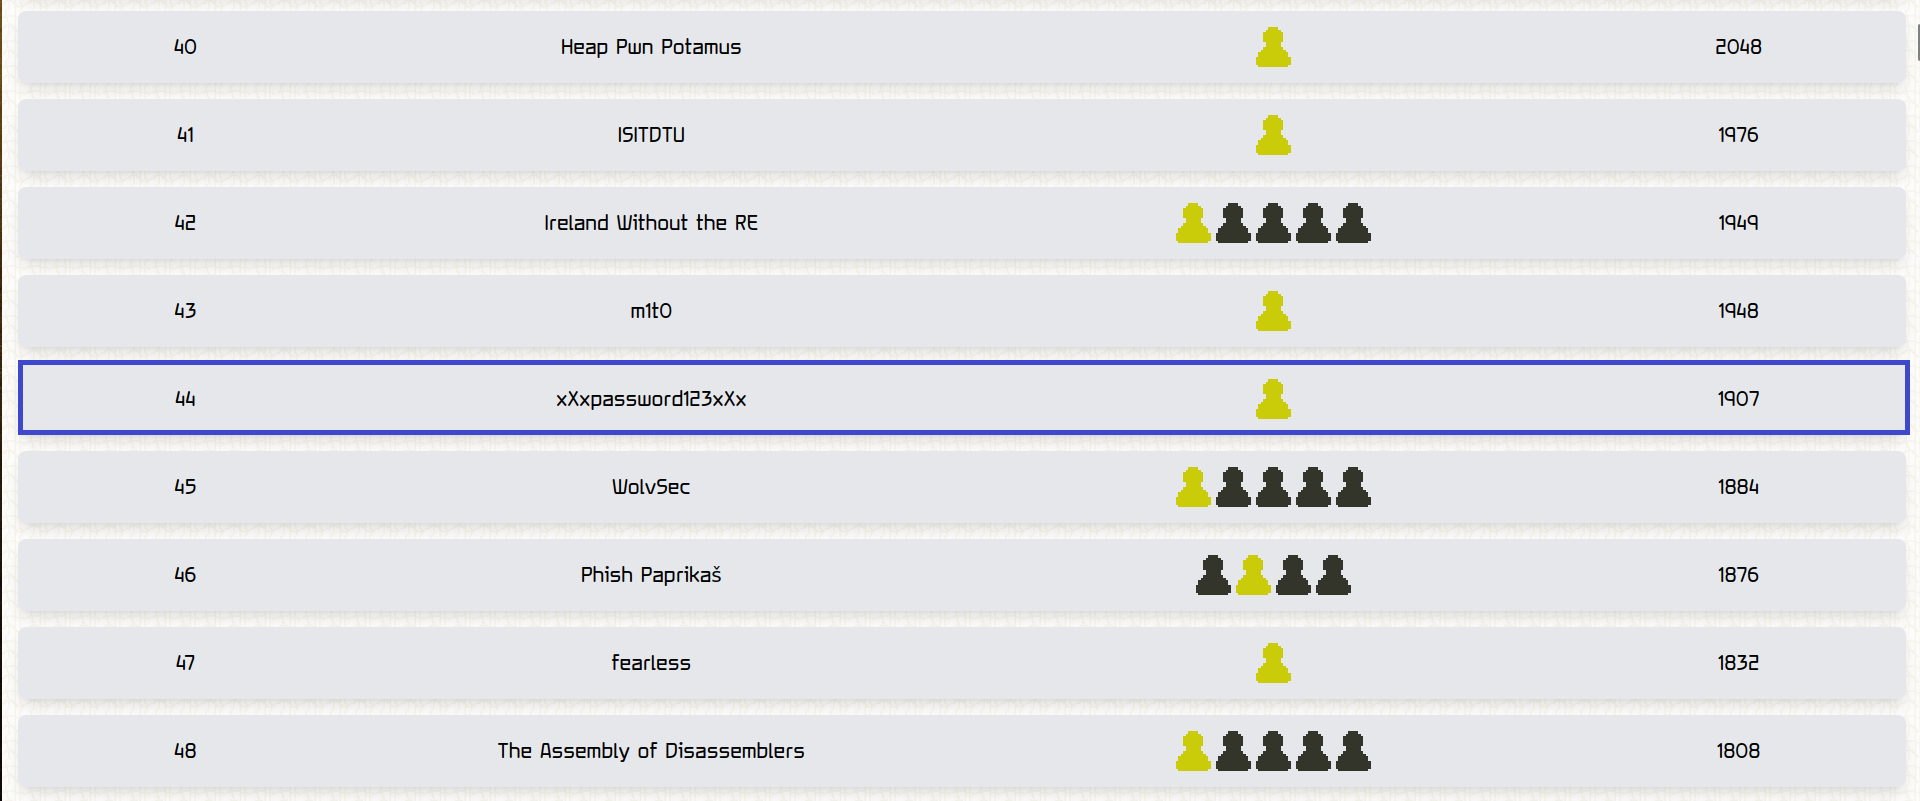 40 Heap Pwn Potamus 2048
41 ISITDTU 1976
42 Ireland Without the RE 1949
43 m1t0 1948
44 xXxpassword123xXx 1907
45 WolvSec 1884
46 Phish Paprikaš 1876
47 fearless 1832
48 The Assembly of Disassemblers 1808